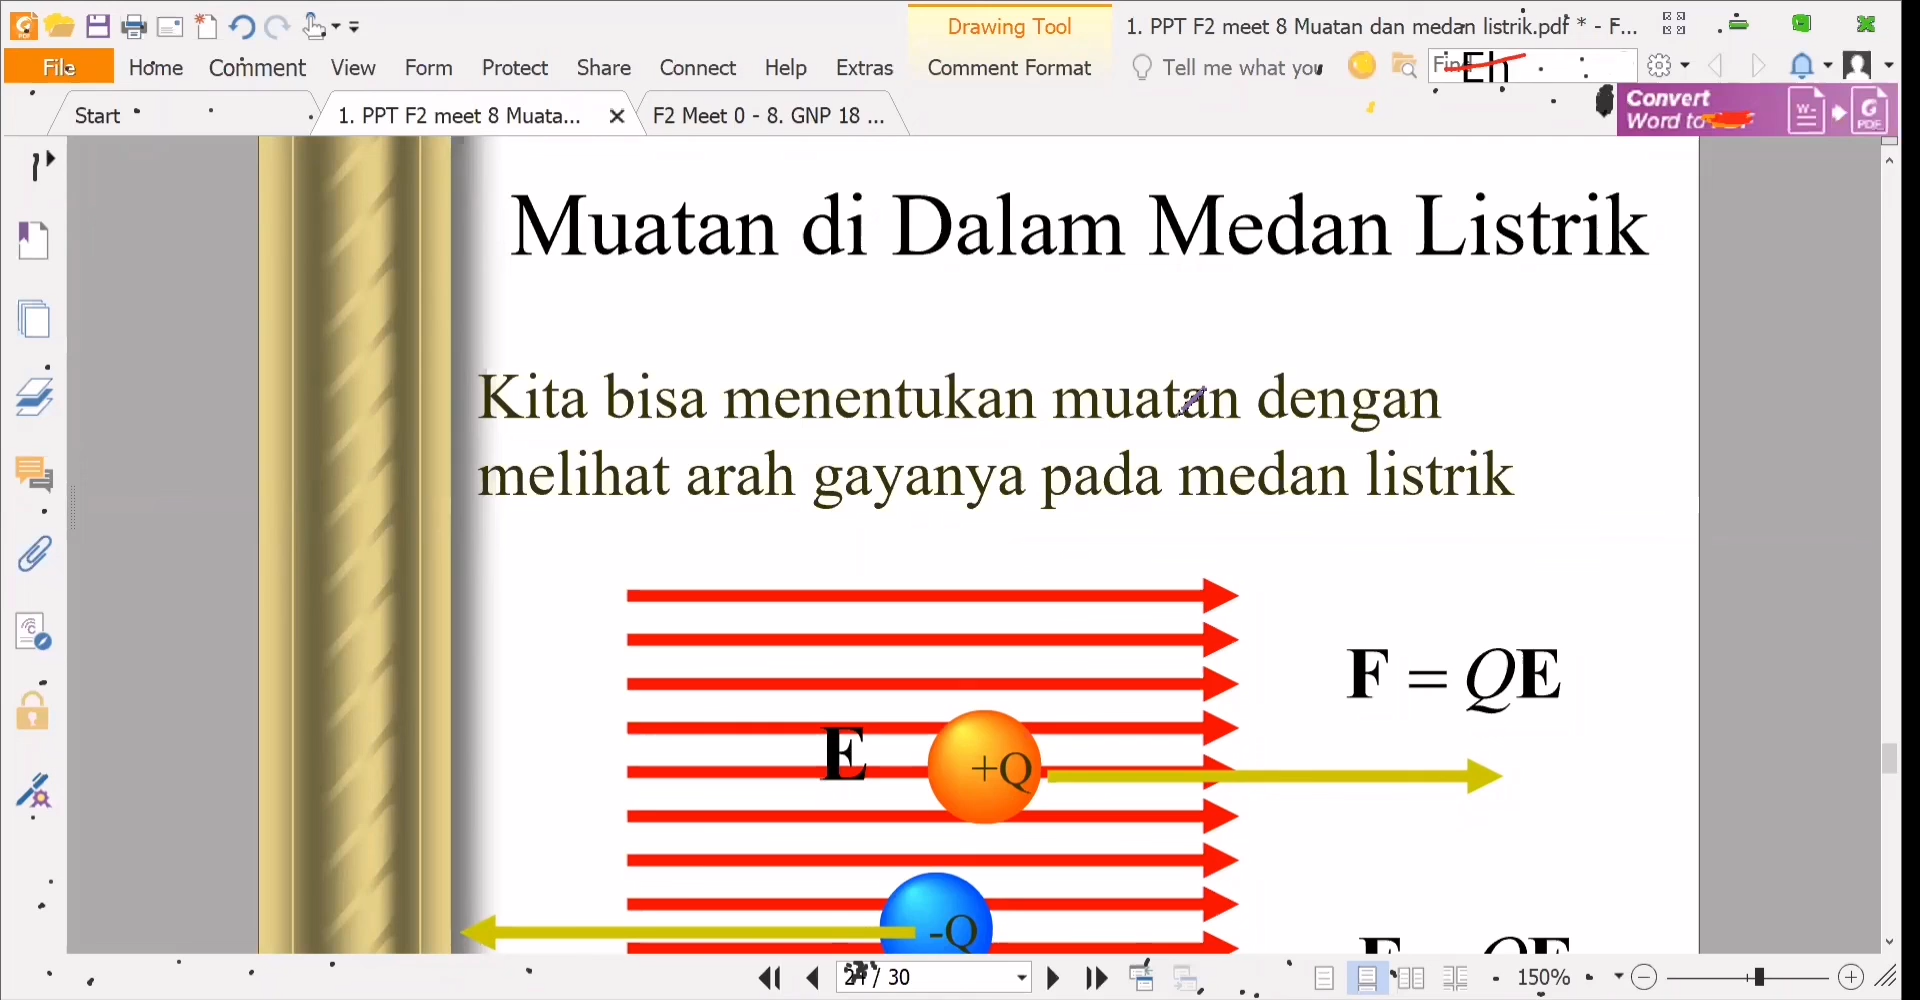 Drawing Tool
1. PPT F2 meet 8 Muatan dan medan listrik.pdf * - F...
File
Home
Comment
View
Form
Protect
Share
Connect
Help
Extras
Comment Format
Tell me what you
Eh
Start
1. PPT F2 meet 8 Muata...
F2 Meet 0 - 8. GNP 18 ...
Convert
Word to
Muatan di Dalam Medan Listrik
Kita bisa menentukan muatan dengan
melihat arah gayanya pada medan listrik
F = QE
E
+Q
-Q
/ 30
150%